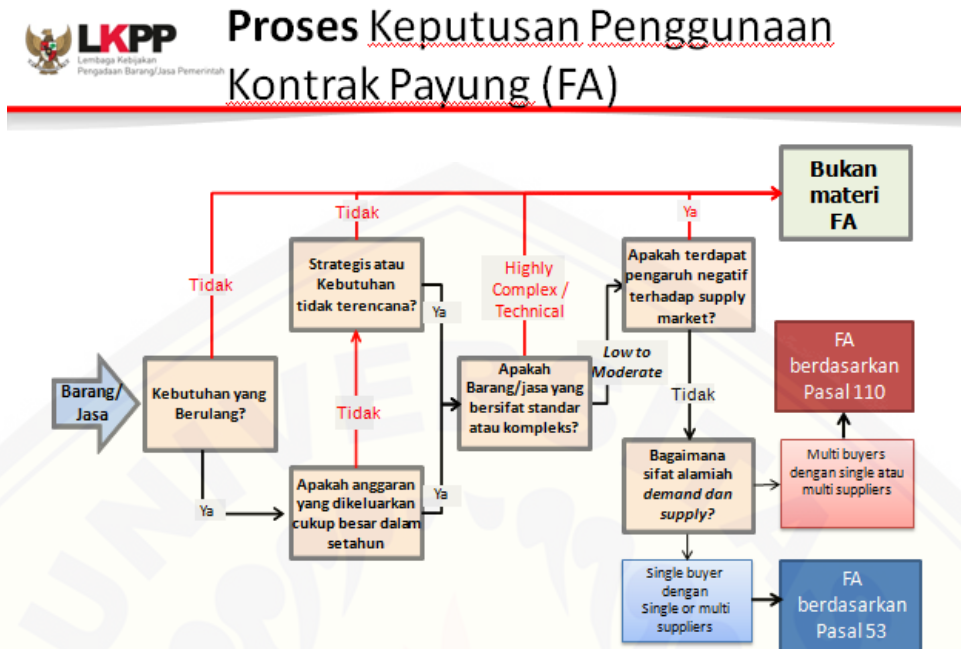 LKPP
Lembaga Kebijakan
Pengadaan Barang/Jasa Pemerintah
Proses Keputusan Penggunaan
Kontrak Payung (FA)
Bukan
materi
FA
Tidak
Ya
Strategis atau
Kebutuhan
tidak terencana?
Highly
Complex /
Technical
Apakah terdapat
pengaruh negatif
terhadap supply
market?
Tidak
Ya
FA
berdasarkan
Pasal 110
Barang/
Jasa
Kebutuhan yang
Berulang?
Low to
Moderate
Apakah
Barang/jasa yang
bersifat standar
atau kompleks?
Tidak
Tidak
Bagaimana
sifat alamiah
demand dan
supply?
Multi buyers
dengan single atau
multi suppliers
Ya
Apakah anggaran
yang dikeluarkan
cukup besar dalam
setahun
Ya
Single buyer
dengan
Single or multi
suppliers
FA
berdasarkan
Pasal 53